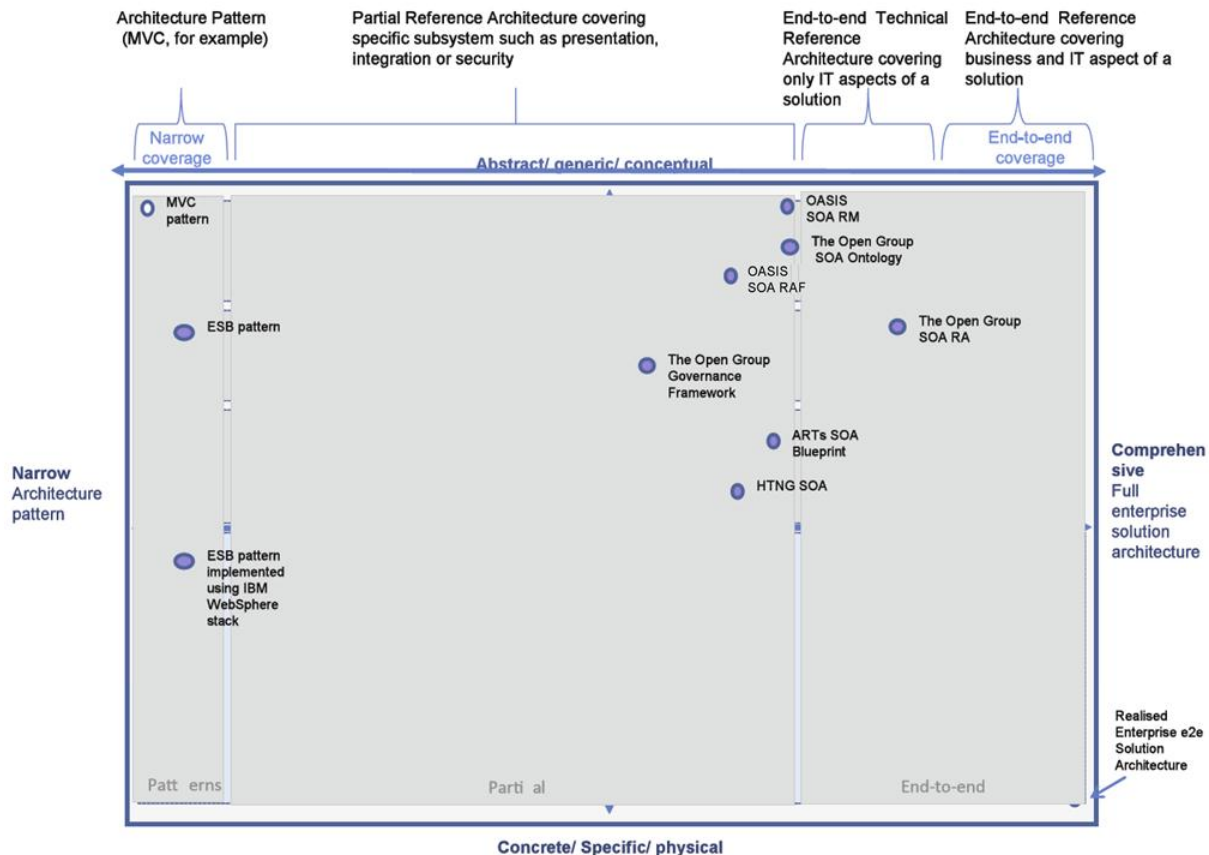 Architecture Pattern
(MVC, for example)
Partial Reference Architecture covering
specific subsystem such as presentation,
integration or security
End-to-end Technical
Reference
Architecture covering
only IT aspects of a
solution
End-to-end Reference
Architecture covering
business and IT aspect of a
solution
Narrow
coverage
Abstract/ generic/ conceptual
End-to-end
coverage
MVC
pattern
OASIS
SOA RM
The Open Group
SOA Ontology
OASIS
SOA RAF
ESB pattern
The Open Group
SOA RA
The Open Group
Governance
Framework
ARTs SOA
Blueprint
HTNG SOA
Narrow
Architecture
pattern
Comprehen
sive
Full
enterprise
solution
architecture
ESB pattern
implemented
using IBM
WebSphere
stack
Realised
Enterprise e2e
Solution
Architecture
Patt erns
Parti al
End-to-end
Concrete/ Specific/ physical